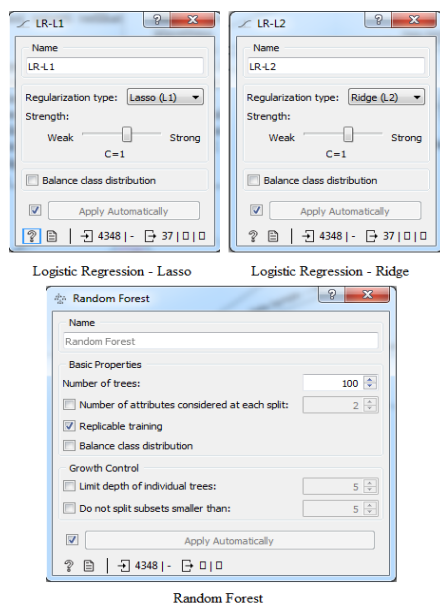 LR-L1
Name
LR-L1
Regularization type: Lasso (L1)
Strength:
Weak Strong
C=1
Balance class distribution
Apply Automatically
? 4348 | - 37 | |
Logistic Regression - Lasso
LR-L2
Name
LR-L2
Regularization type: Ridge (L2)
Strength:
Weak Strong
C=1
Balance class distribution
Apply Automatically
? 4348 | - 37 | |
Logistic Regression - Ridge
Random Forest
Name
Random Forest
Basic Properties
Number of trees: 100
Number of attributes considered at each split: 2
Replicable training
Balance class distribution
Growth Control
Limit depth of individual trees: 5
Do not split subsets smaller than: 5
Apply Automatically
? 4348 | - |
Random Forest